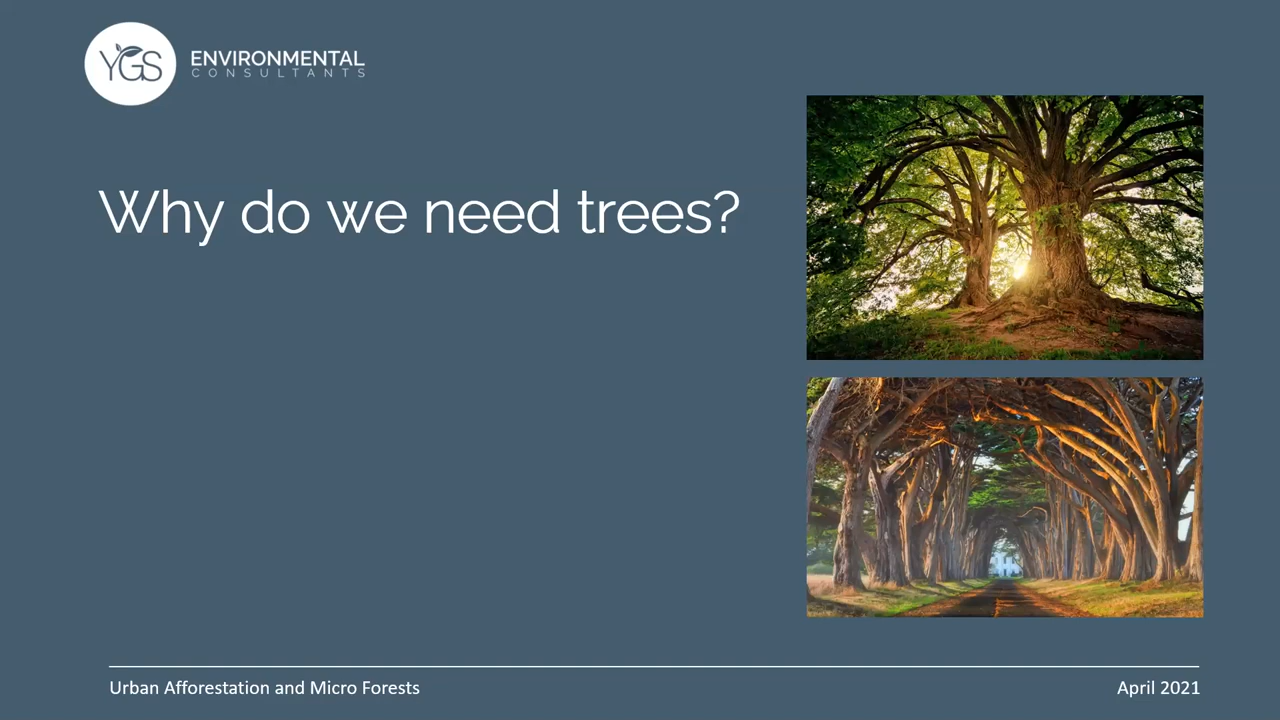 YGS ENVIRONMENTAL
CONSULTANTS
Why do we need trees?
Urban Afforestation and Micro Forests
April 2021